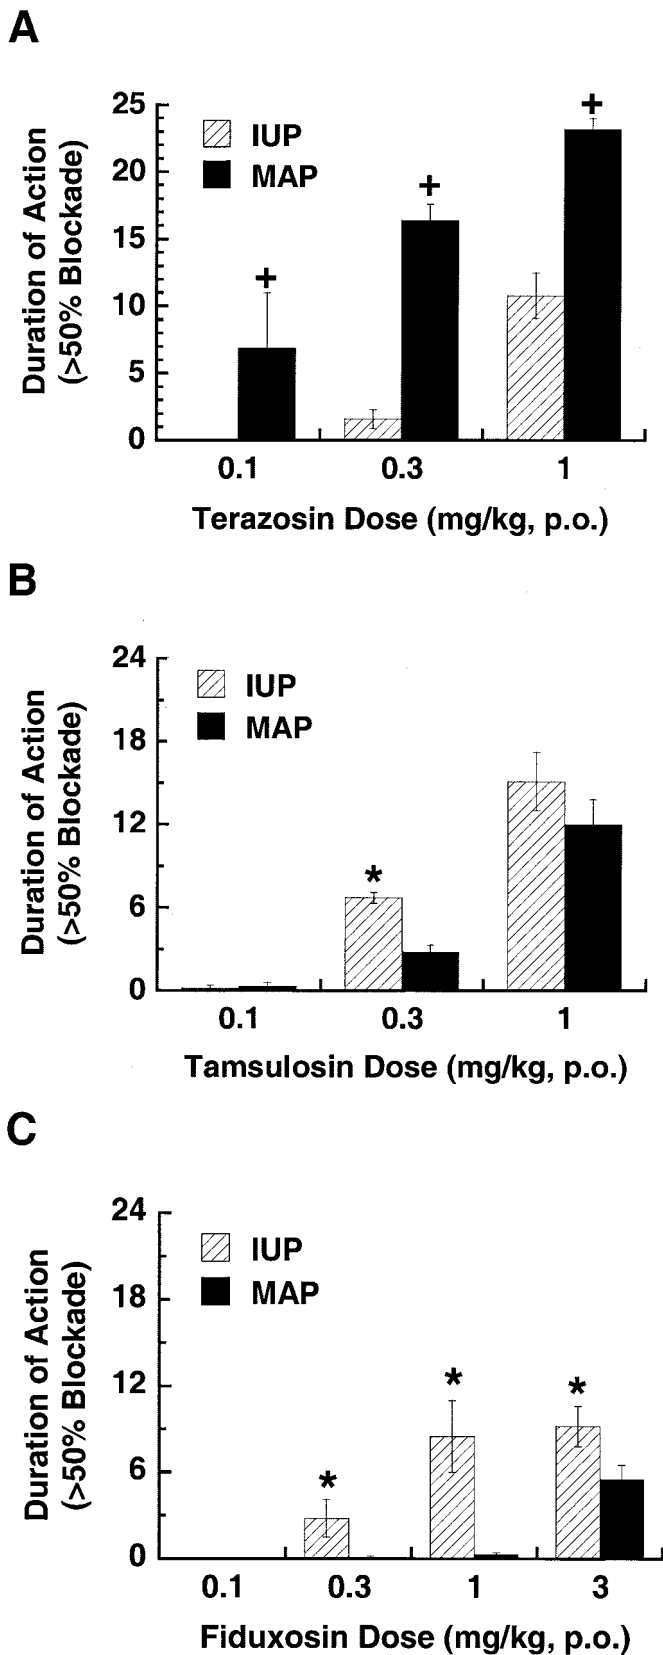 A
Duration of Action
(>50% Blockade)
25
20
15
10
5
0
IUP
MAP
+
+
+
0.1
0.3
1
Terazosin Dose (mg/kg, p.o.)
B
Duration of Action
(>50% Blockade)
24
18
12
6
0
IUP
MAP
*
0.1
0.3
1
Tamsulosin Dose (mg/kg, p.o.)
C
Duration of Action
(>50% Blockade)
24
18
12
6
0
IUP
MAP
*
*
*
0.1
0.3
1
3
Fiduxosin Dose (mg/kg, p.o.)